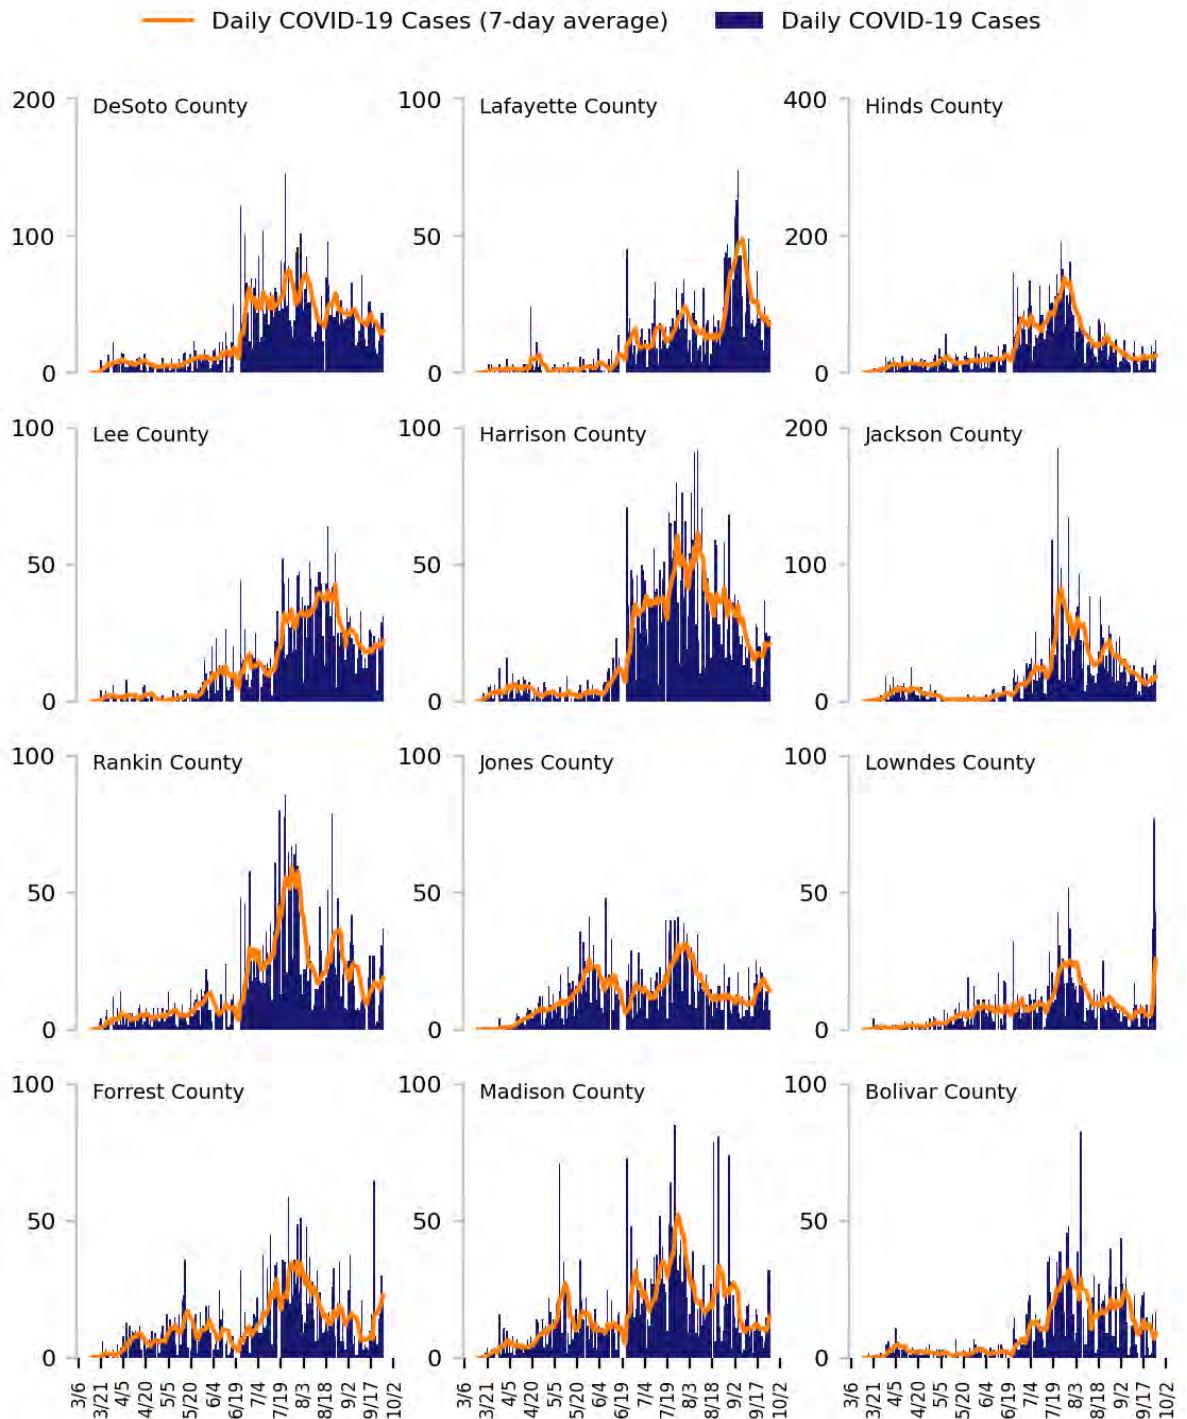 Daily COVID-19 Cases (7-day average) Daily COVID-19 Cases
200 DeSoto County 100 Lafayette County 400 Hinds County
100 50 200
0 0 0
100 Lee County 100 Harrison County 200 Jackson County
50 50 100
0 0 0
100 Rankin County 100 Jones County 100 Lowndes County
50 50 50
0 0 0
100 Forrest County 100 Madison County 100 Bolivar County
50 50 50
0 0 0
3/6 3/21 4/5 4/20 5/5 5/20 6/4 6/19 7/4 7/19 8/3 8/18 9/2 9/17 10/2 3/6 3/21 4/5 4/20 5/5 5/20 6/4 6/19 7/4 7/19 8/3 8/18 9/2 9/17 10/2 3/6 3/21 4/5 4/20 5/5 5/20 6/4 6/19 7/4 7/19 8/3 8/18 9/2 9/17 10/2